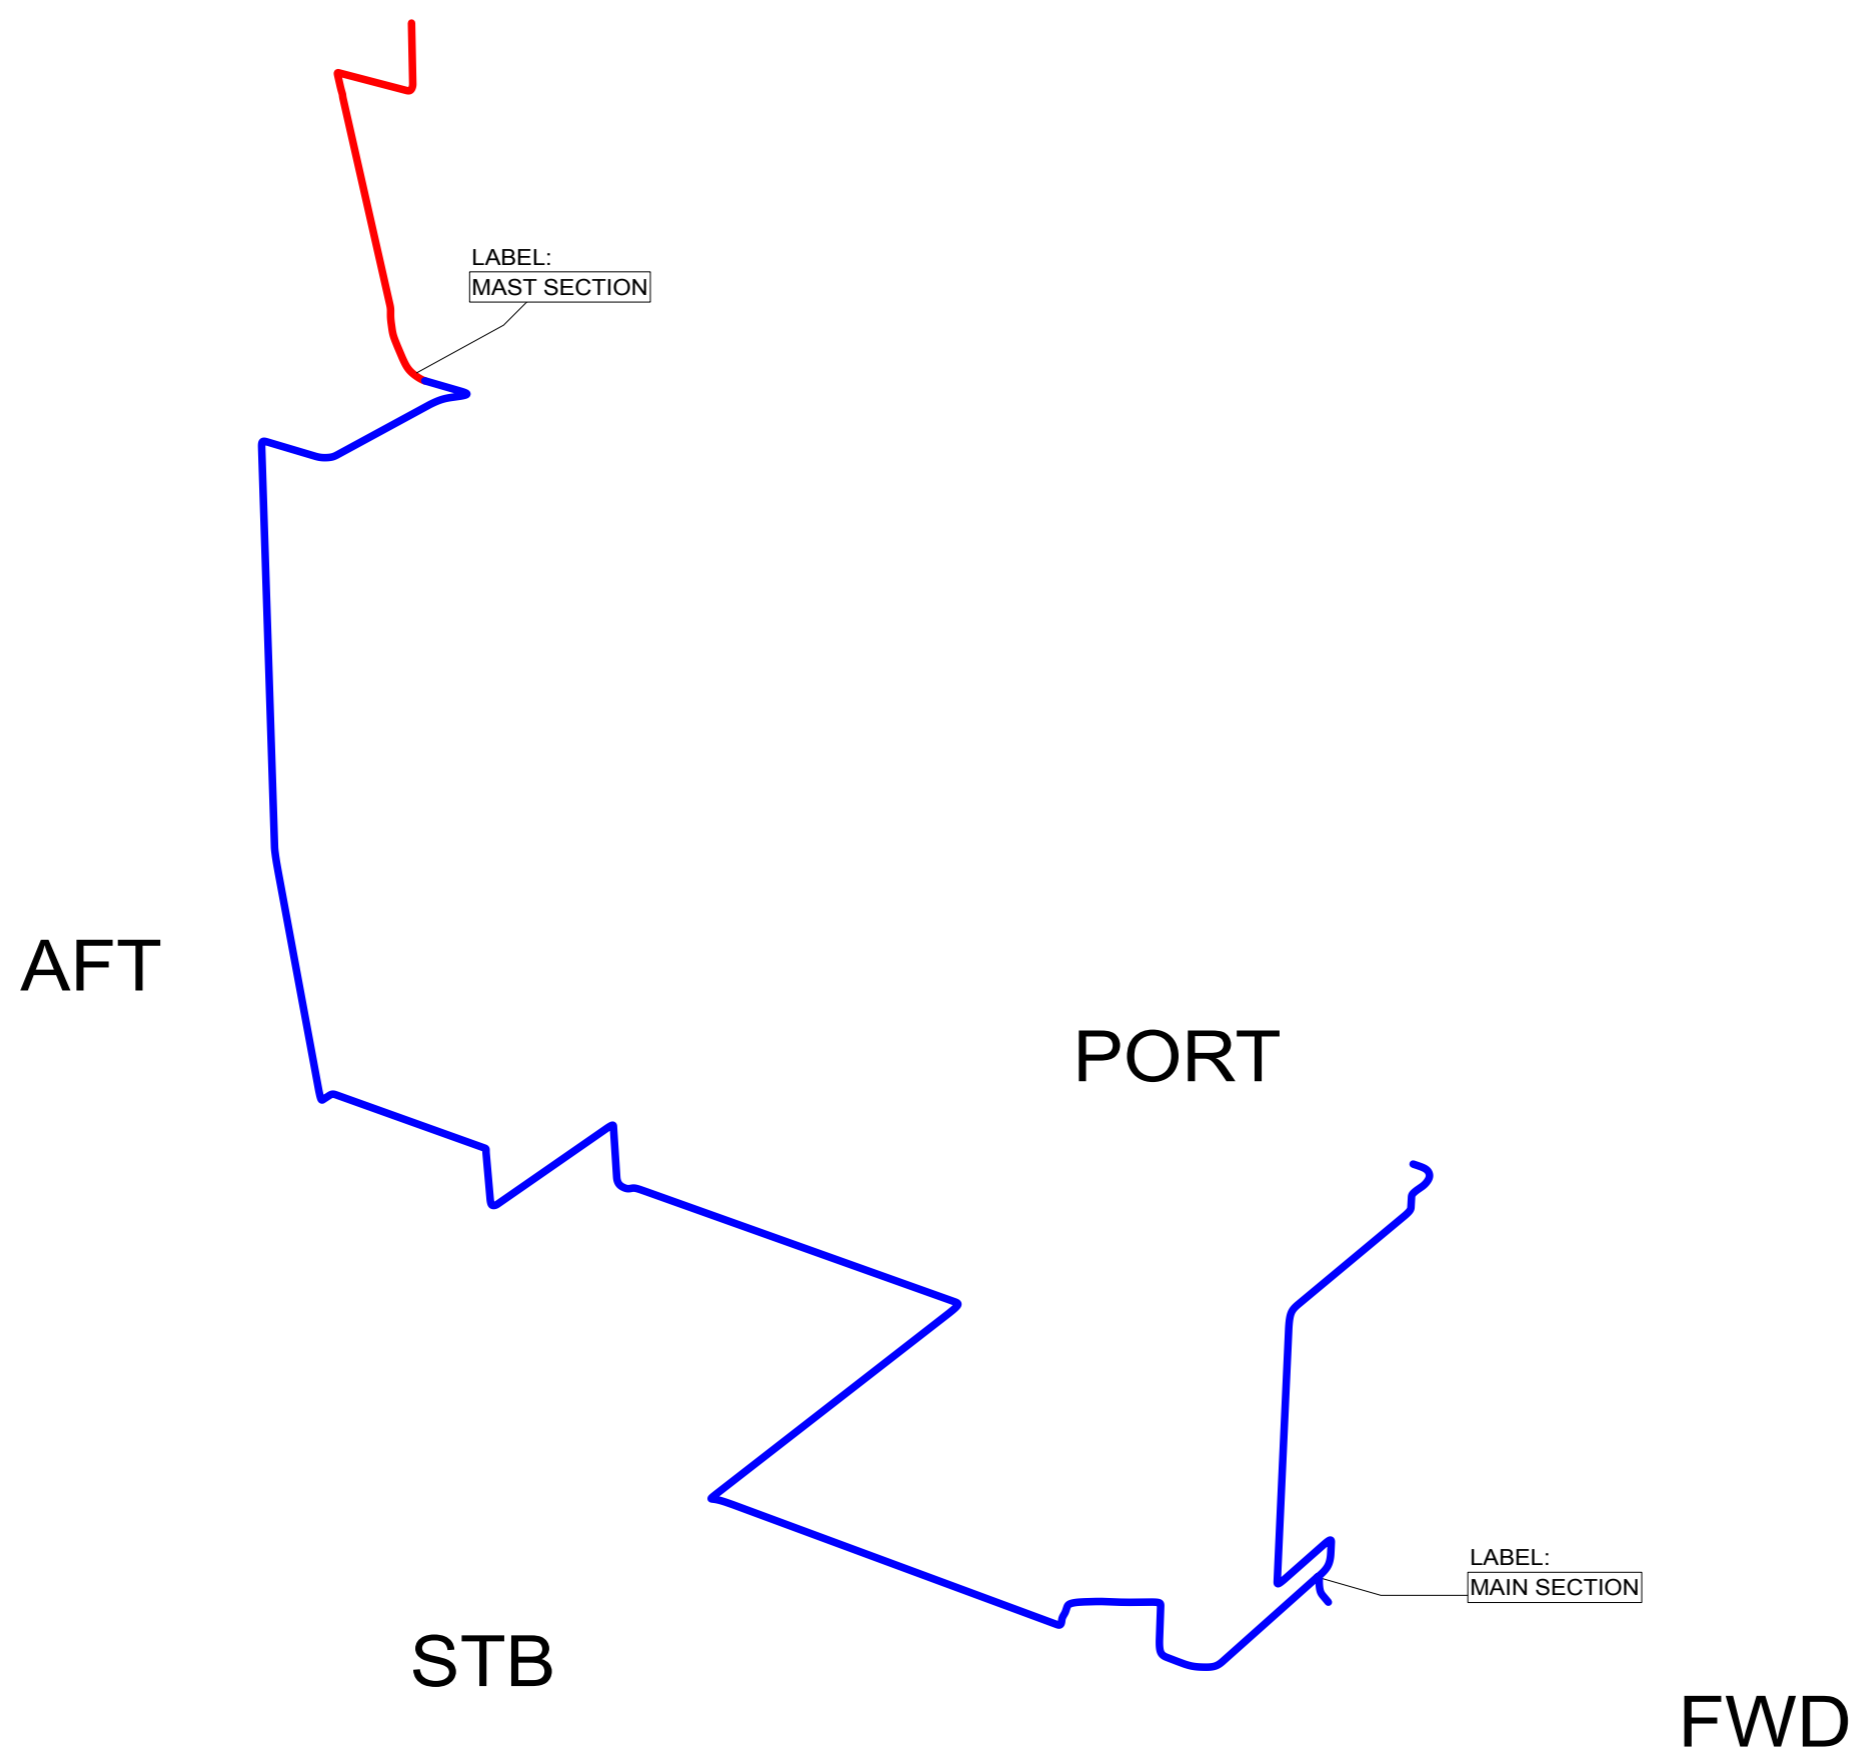 LABEL:
MAST SECTION
AFT
PORT
LABEL:
MAIN SECTION
STB
FWD